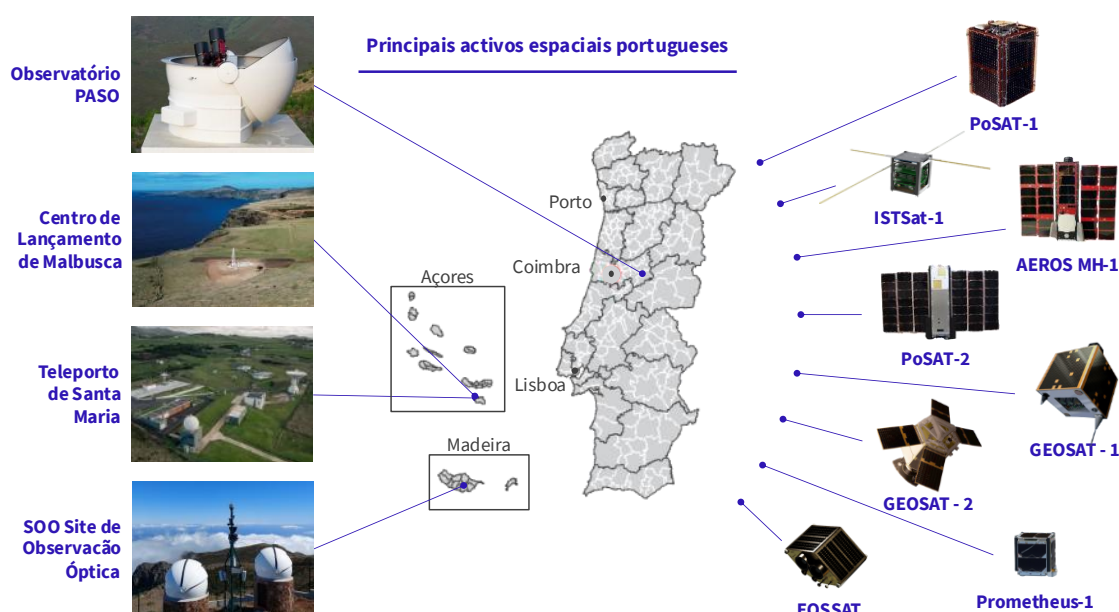 Principais activos espaciais portugueses
Observatório
PASO
Centro de
Lançamento
de Malbusca
Teleporto
de Santa
Maria
SOO Site de
Observacão
Óptica
Açores
Madeira
Porto
Coimbra
Lisboa
PoSAT-1
ISTSat-1
AEROS MH-1
PoSAT-2
GEOSAT - 1
GEOSAT - 2
Prometheus-1
FOSSAT